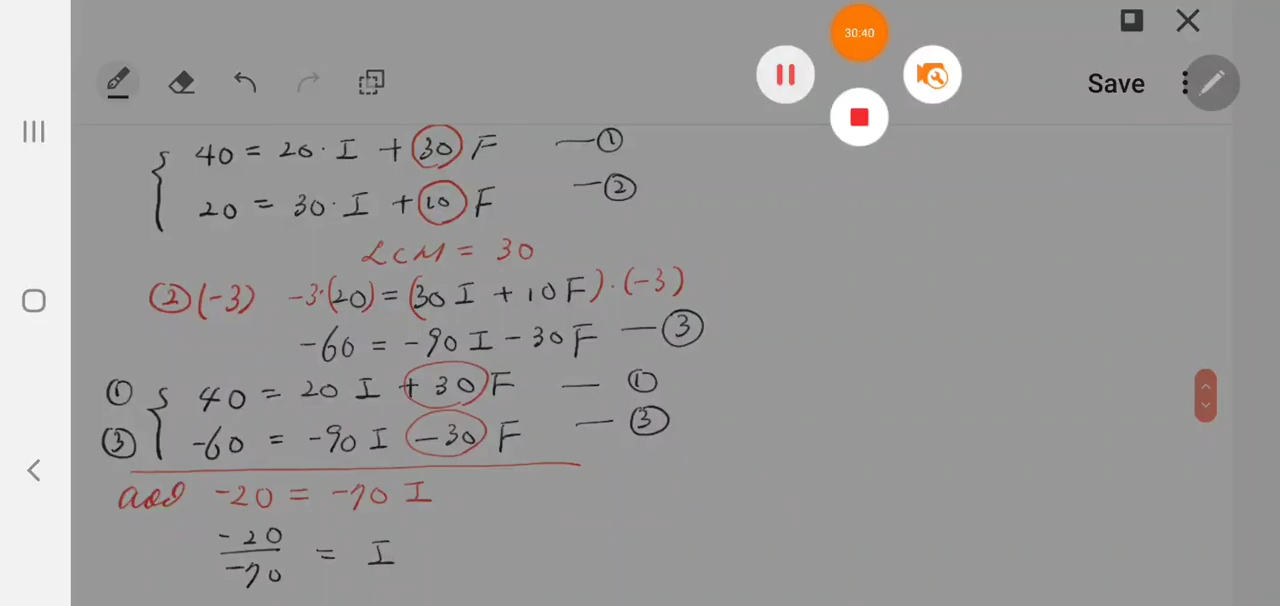 30:40
Save
40 = 20 · I + 30 F —①
20 = 30 · I + 10 F —②
LCM = 30
②(-3) -3·(20) = (30 I + 10 F) · (-3)
-60 = -90 I - 30 F —③
① 40 = 20 I + 30 F — ①
③ -60 = -90 I - 30 F — ③
add -20 = -70 I
-20
-70 = I